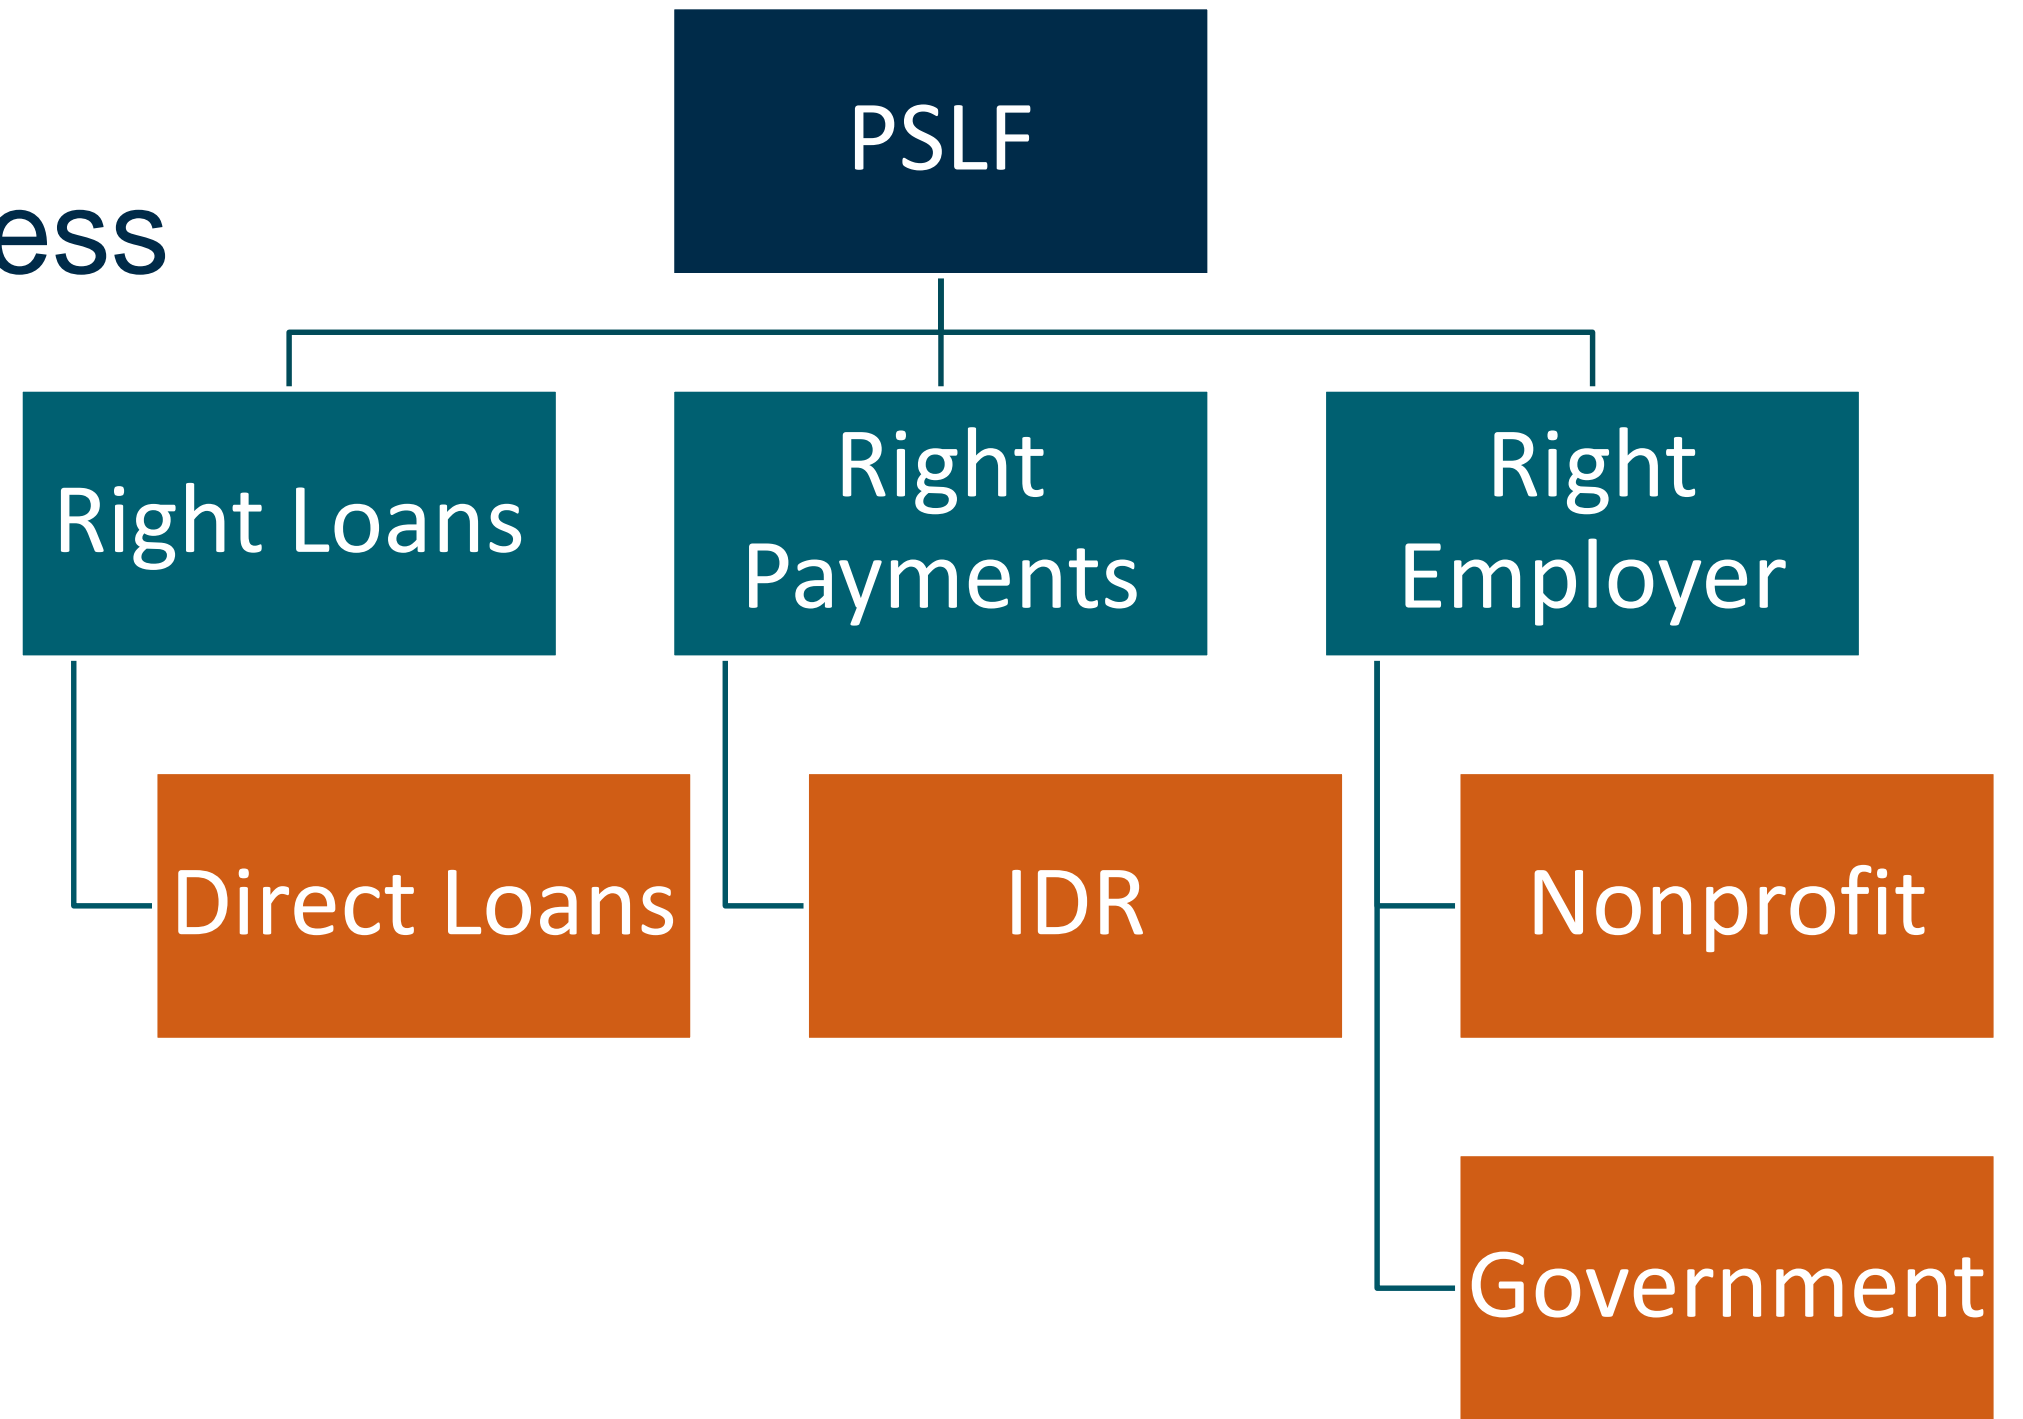 PSLF
ess
Right Loans
Right
Payments
Right
Employer
Direct Loans
IDR
Nonprofit
Government